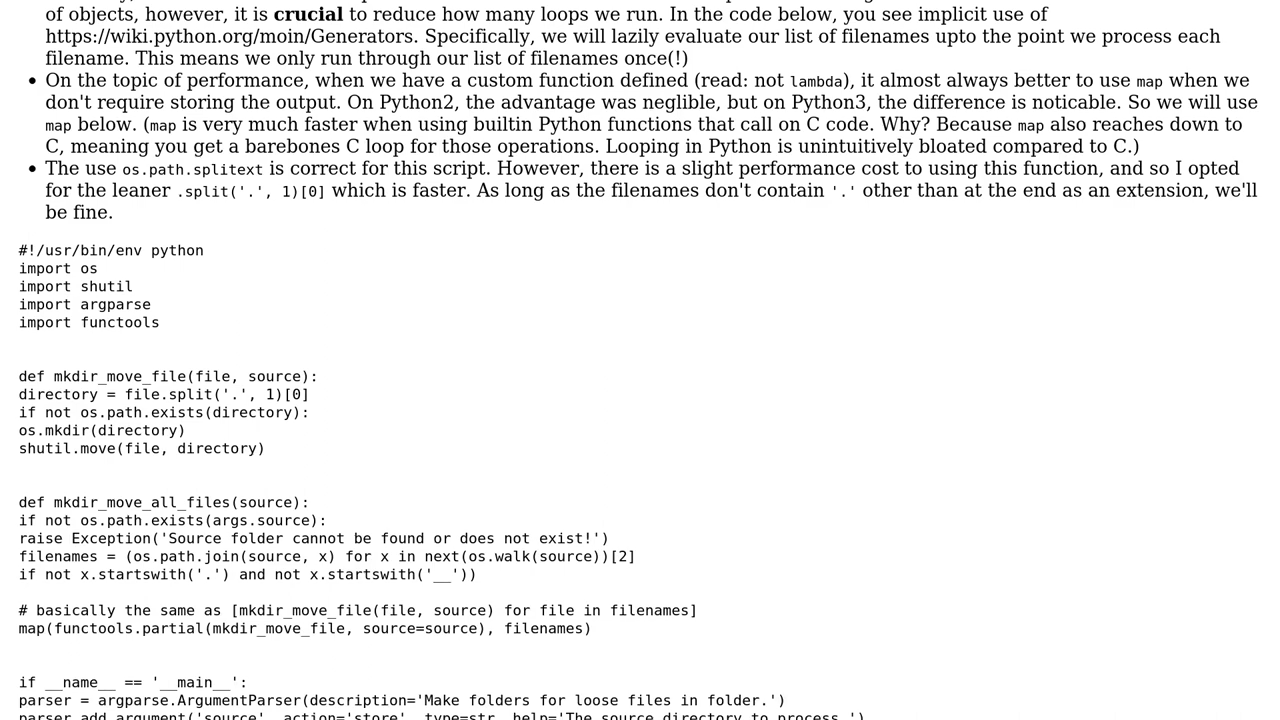 of objects, however, it is crucial to reduce how many loops we run. In the code below, you see implicit use of
https://wiki.python.org/moin/Generators. Specifically, we will lazily evaluate our list of filenames upto the point we process each
filename. This means we only run through our list of filenames once(!)
• On the topic of performance, when we have a custom function defined (read: not lambda), it almost always better to use map when we
don't require storing the output. On Python2, the advantage was neglible, but on Python3, the difference is noticable. So we will use
map below. (map is very much faster when using builtin Python functions that call on C code. Why? Because map also reaches down to
C, meaning you get a barebones C loop for those operations. Looping in Python is unintuitively bloated compared to C.)
• The use os.path.splitext is correct for this script. However, there is a slight performance cost to using this function, and so I opted
for the leaner .split('.', 1)[0] which is faster. As long as the filenames don't contain '.' other than at the end as an extension, we'll
be fine.
#!/usr/bin/env python
import os
import shutil
import argparse
import functools
def mkdir_move_file(file, source):
directory = file.split('.', 1)[0]
if not os.path.exists(directory):
os.mkdir(directory)
shutil.move(file, directory)
def mkdir_move_all_files(source):
if not os.path.exists(args.source):
raise Exception('Source folder cannot be found or does not exist!')
filenames = (os.path.join(source, x) for x in next(os.walk(source))[2]
if not x.startswith('.') and not x.startswith('__'))
# basically the same as [mkdir_move_file(file, source) for file in filenames]
map(functools.partial(mkdir_move_file, source=source), filenames)
if __name__ == '__main__':
parser = argparse.ArgumentParser(description='Make folders for loose files in folder.')
parser.add_argument('source', action='store', type=str, help='The source directory to process.')